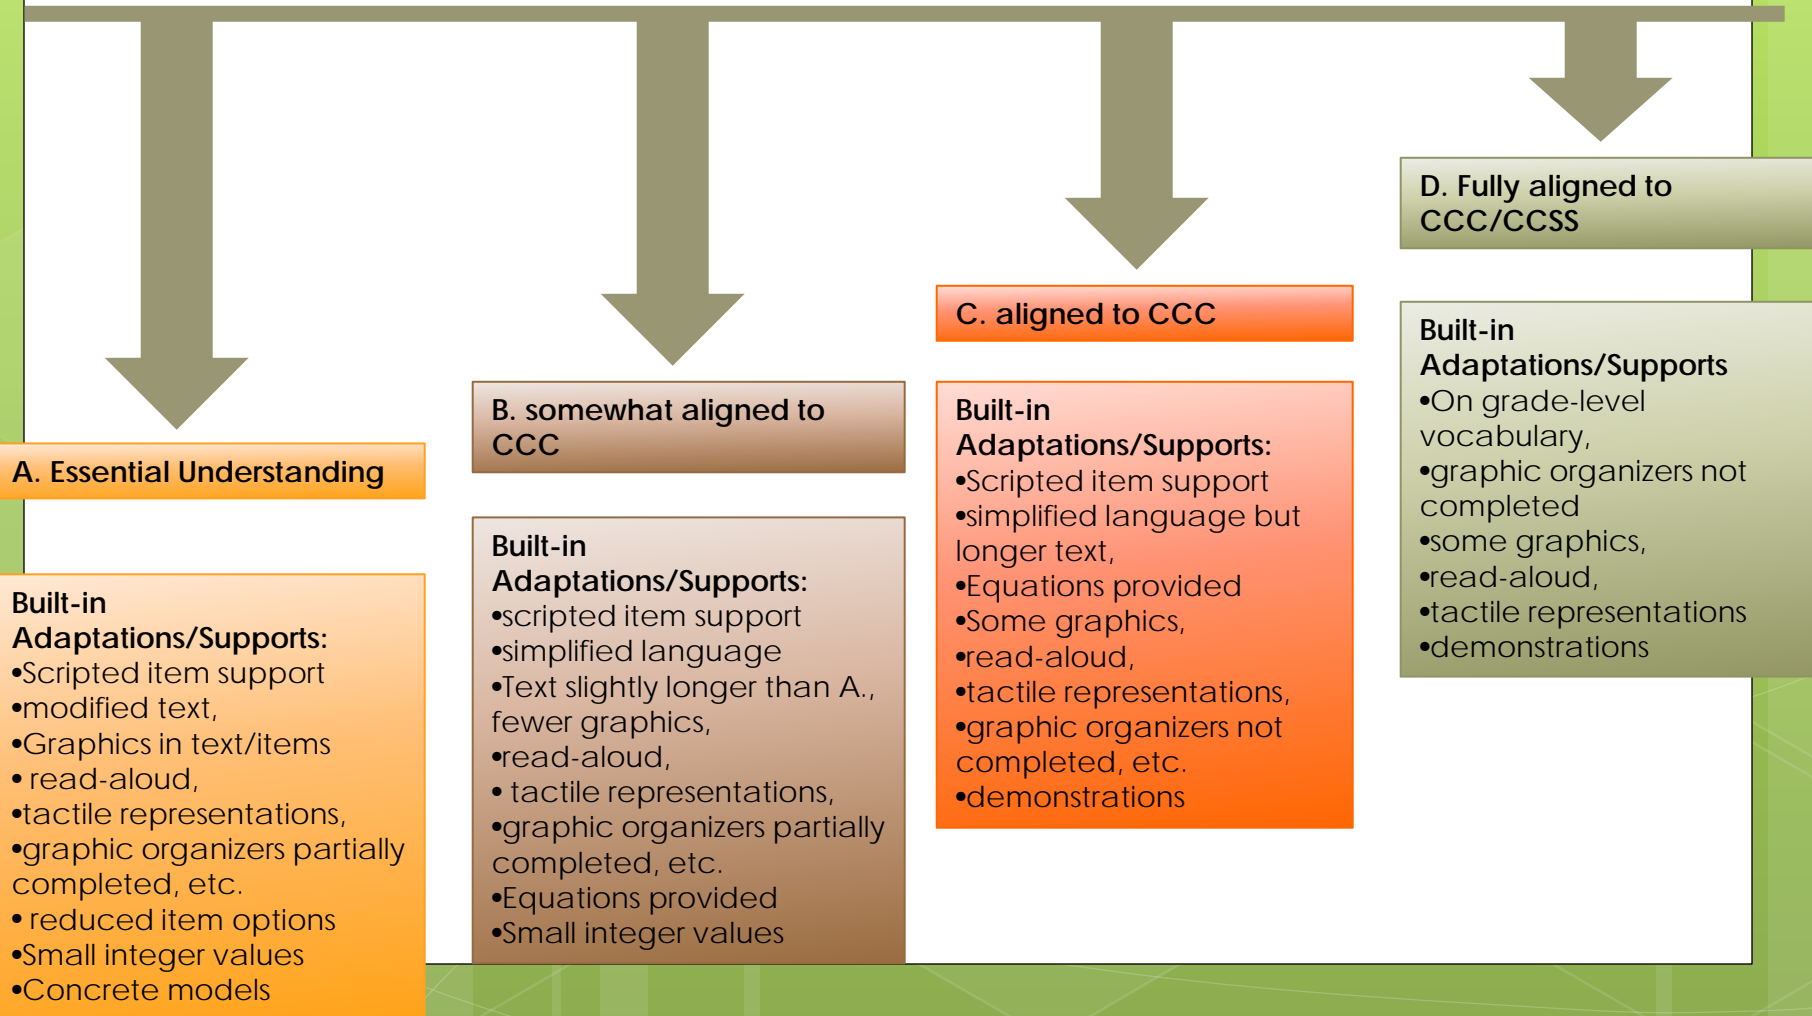 A. Essential Understanding
Built-in
Adaptations/Supports:
•Scripted item support
•modified text,
•Graphics in text/items
• read-aloud,
•tactile representations,
•graphic organizers partially
completed, etc.
• reduced item options
•Small integer values
•Concrete models
B. somewhat aligned to
CCC
Built-in
Adaptations/Supports:
•scripted item support
•simplified language
•Text slightly longer than A.,
fewer graphics,
•read-aloud,
• tactile representations,
•graphic organizers partially
completed, etc.
•Equations provided
•Small integer values
C. aligned to CCC
Built-in
Adaptations/Supports:
•Scripted item support
•simplified language but
longer text,
•Equations provided
•Some graphics,
•read-aloud,
•tactile representations,
•graphic organizers not
completed, etc.
•demonstrations
D. Fully aligned to
CCC/CCSS
Built-in
Adaptations/Supports
•On grade-level
vocabulary,
•graphic organizers not
completed
•some graphics,
•read-aloud,
•tactile representations
•demonstrations